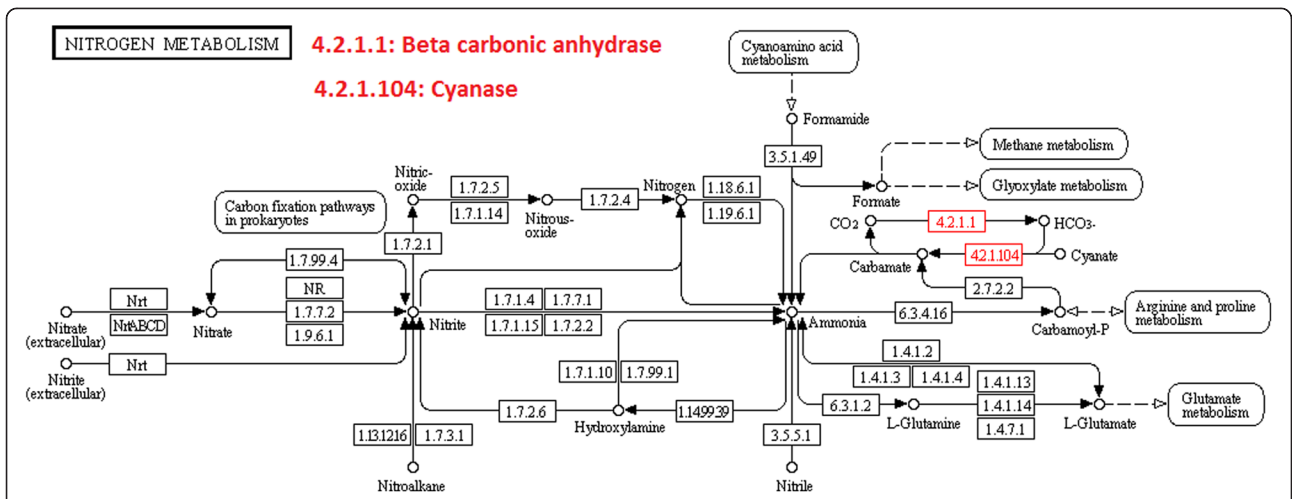 NITROGEN METABOLISM
4.2.1.1: Beta carbonic anhydrase
4.2.1.104: Cyanase
Cyanoamino acid
metabolism
Formamide
3.5.1.49
Methane metabolism
Glyoxylate metabolism
Formate
Nitric-
oxide
1.7.2.5
1.7.1.14
Nitrous-
oxide
1.7.2.4
Nitrogen
1.18.6.1
1.19.6.1
Carbon fixation pathways
in prokaryotes
1.7.2.1
CO2
4.2.1.1
HCO3-
Carbamate
42.1.104
Cyanate
1.7.99.4
2.7.2.2
Nrt
NrtABCD
Nitrate
(extracellular)
Nitrate
NR
1.7.7.2
1.9.6.1
Nitrite
1.7.1.4
1.7.7.1
1.7.1.15
1.7.2.2
Ammonia
6.3.4.16
Carbamoyl-P
Arginine and proline
metabolism
Nrt
Nitrite
(extracellular)
1.7.1.10
1.7.99.1
1.4.1.2
1.4.1.3
1.4.1.4
1.7.2.6
Hydroxylamine
1.149939
6.3.1.2
L-Glutamine
1.4.1.13
1.4.1.14
1.4.7.1
L-Glutamate
Glutamate
metabolism
1.13.1216
1.7.3.1
3.5.5.1
Nitroalkane
Nitrile